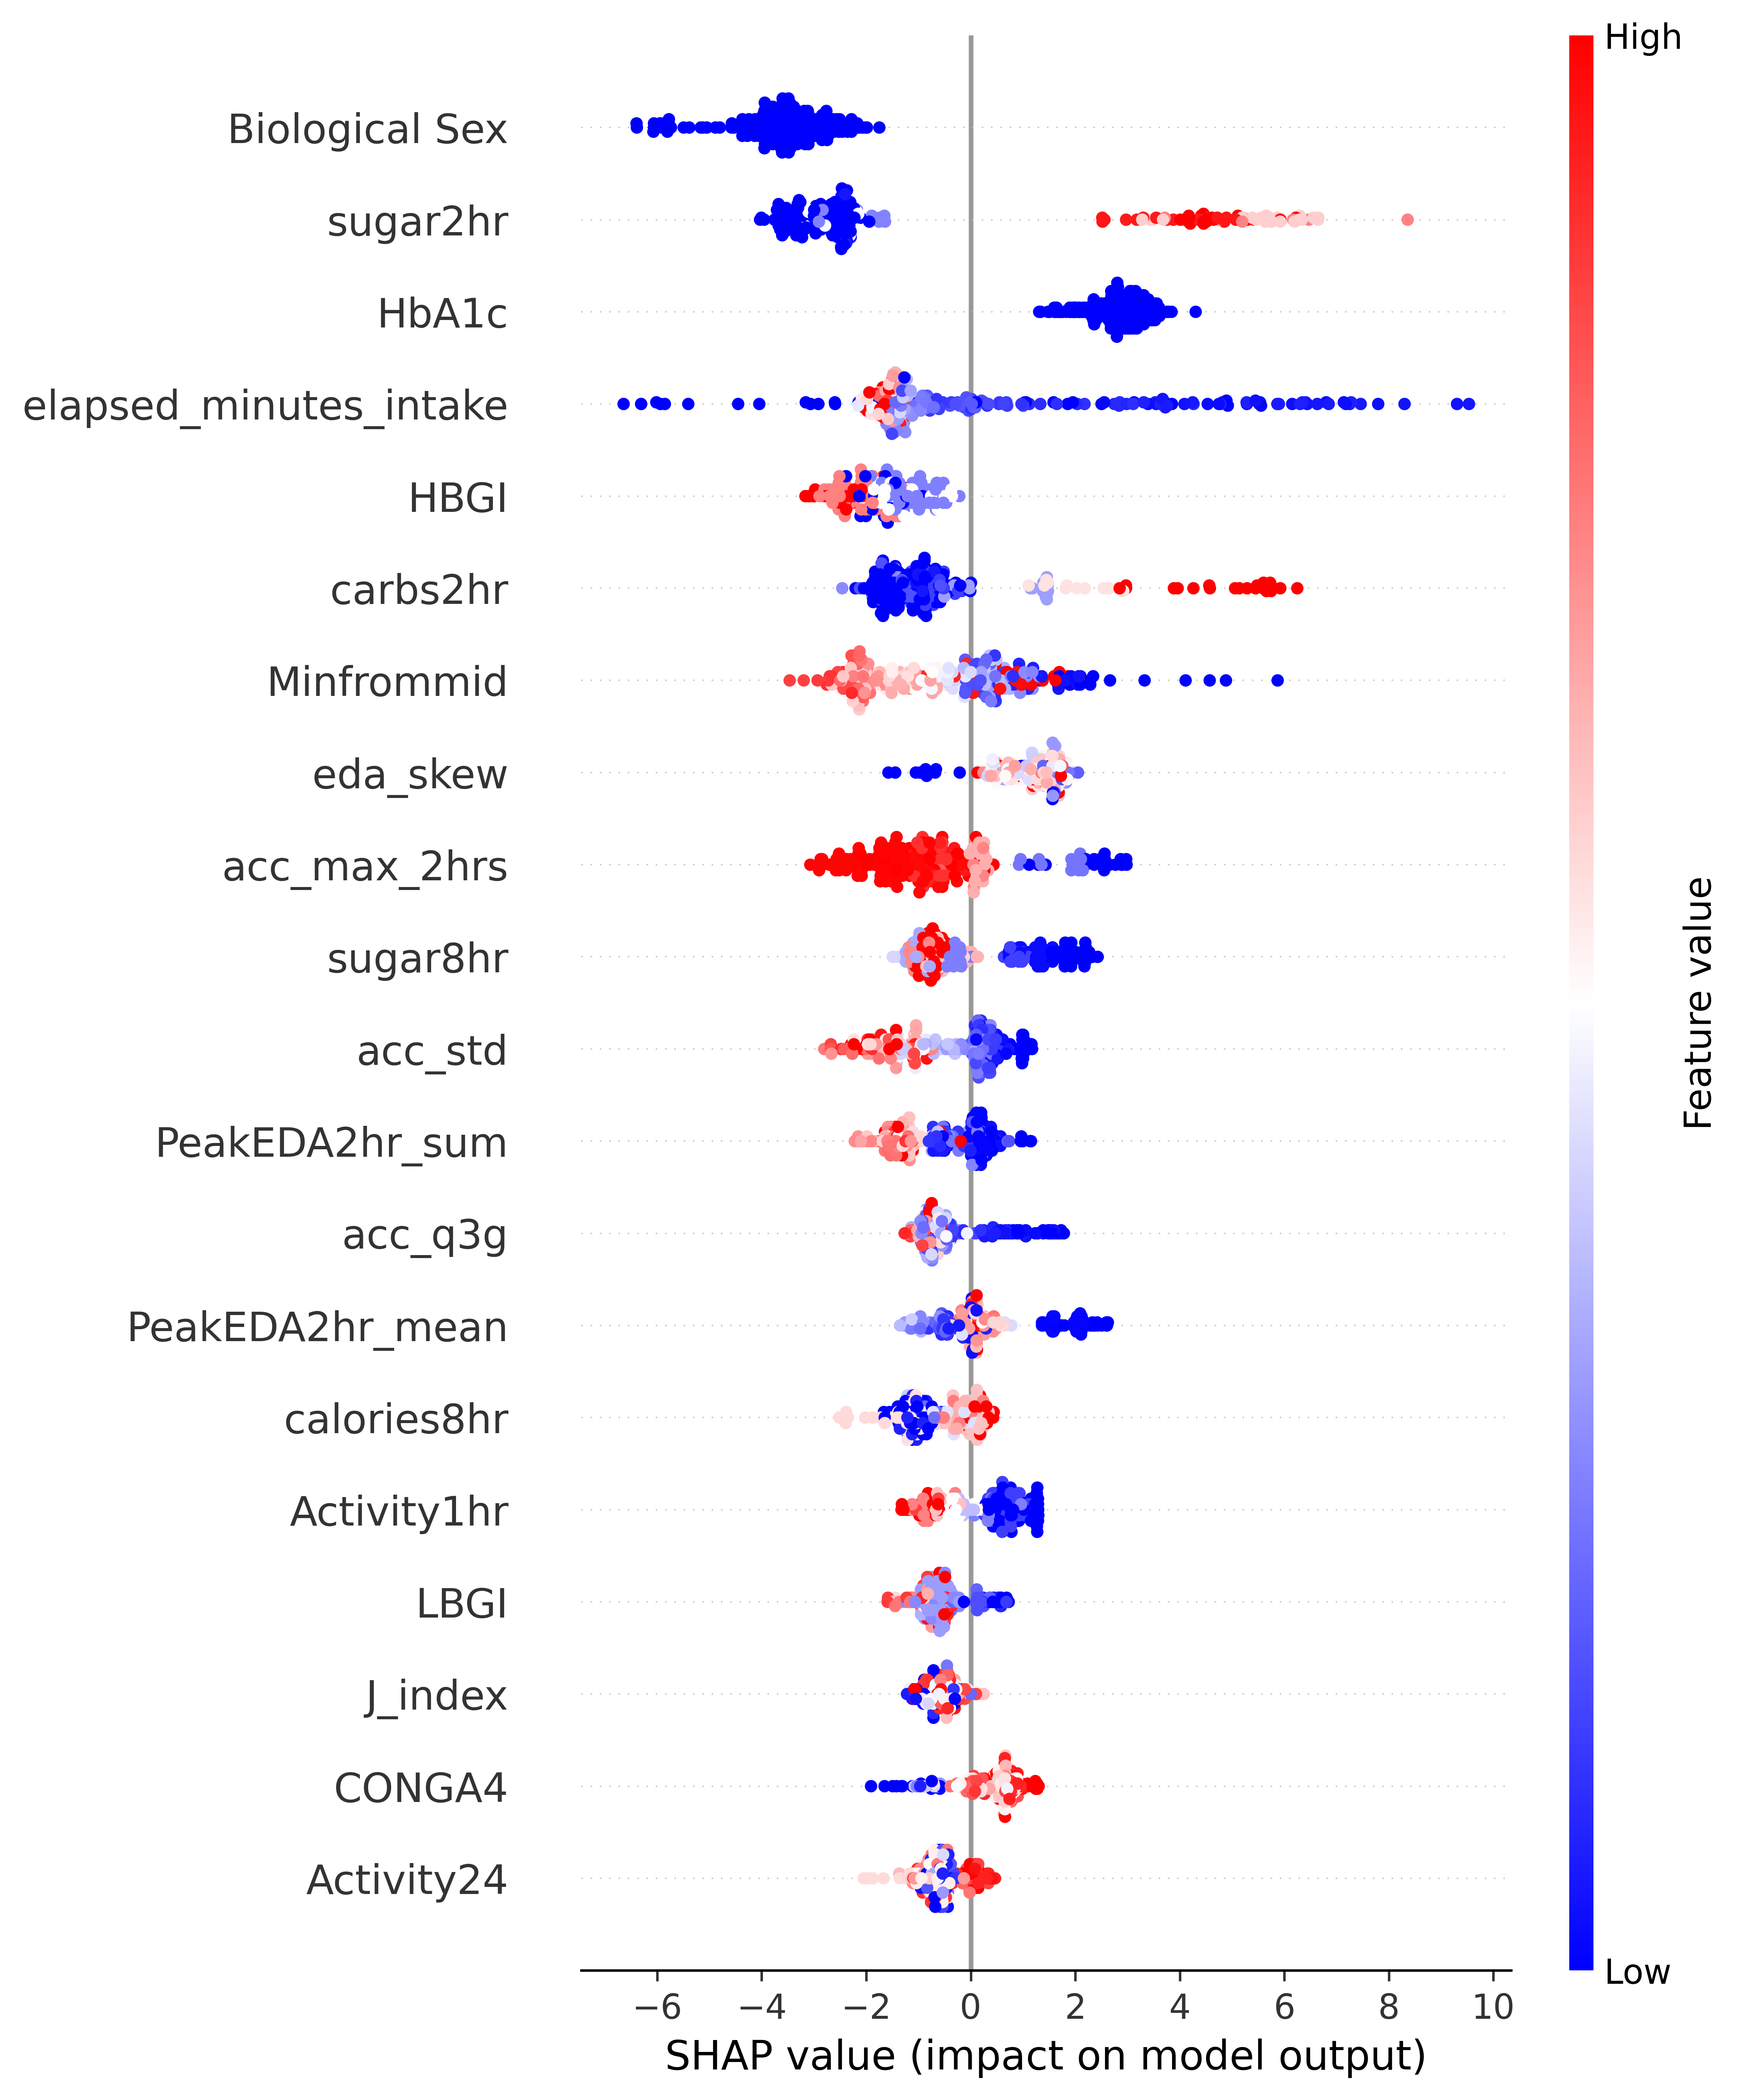 High
Biological Sex
sugar2hr
HbA1c
elapsed_minutes_intake
HBGI
carbs2hr
Minfrommid
eda_skew
acc_max_2hrs
sugar8hr
acc_std
PeakEDA2hr_sum
acc_q3g
PeakEDA2hr_mean
calories8hr
Activity1hr
LBGI
J_index
CONGA4
Activity24
Feature value
Low
−6 −4 −2 0 2 4 6 8 10
SHAP value (impact on model output)